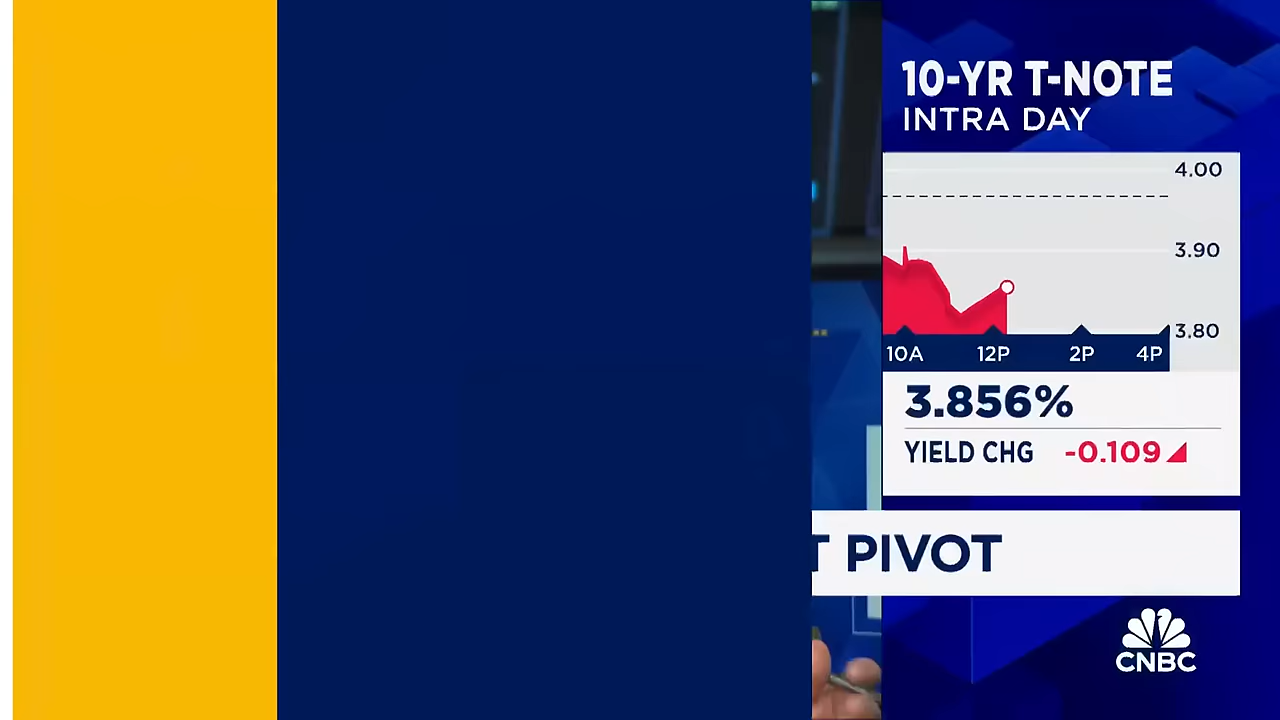 10-YR T-NOTE
INTRA DAY
4.00
3.90
3.80
10A 12P 2P 4P
3.856%
YIELD CHG -0.109
T PIVOT
CNBC